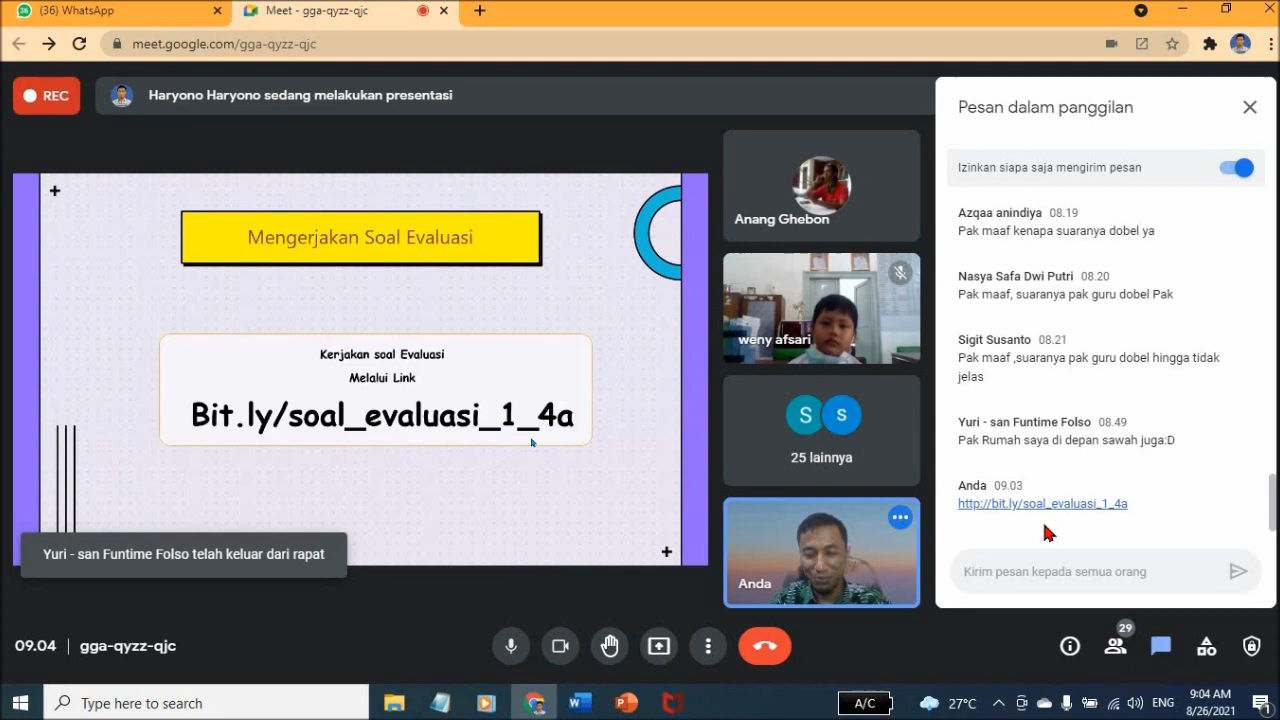 (36) WhatsApp
Meet - gga-qyzz-qjc
meet.google.com/gga-qyzz-qjc
REC
Haryono Haryono sedang melakukan presentasi
Mengerjakan Soal Evaluasi
Kerjakan soal Evaluasi
Melalui Link
Bit.ly/soal_evaluasi_1_4a
Yuri - san Funtime Folso telah keluar dari rapat
Anang Ghebon
weny afsari
S s
25 lainnya
Anda
Pesan dalam panggilan
Izinkan siapa saja mengirim pesan
Azqaa anindiya 08.19
Pak maaf kenapa suaranya dobel ya
Nasya Safa Dwi Putri 08.20
Pak maaf, suaranya pak guru dobel Pak
Sigit Susanto 08.21
Pak maaf ,suaranya pak guru dobel hingga tidak
jelas
Yuri - san Funtime Folso 08.49
Pak Rumah saya di depan sawah juga:D
Anda 09.03
http://bit.ly/soal_evaluasi_1_4a
Kirim pesan kepada semua orang
09.04 | gga-qyzz-qjc
29
Type here to search
A/C
27°C
ENG
9:04 AM
8/26/2021
1